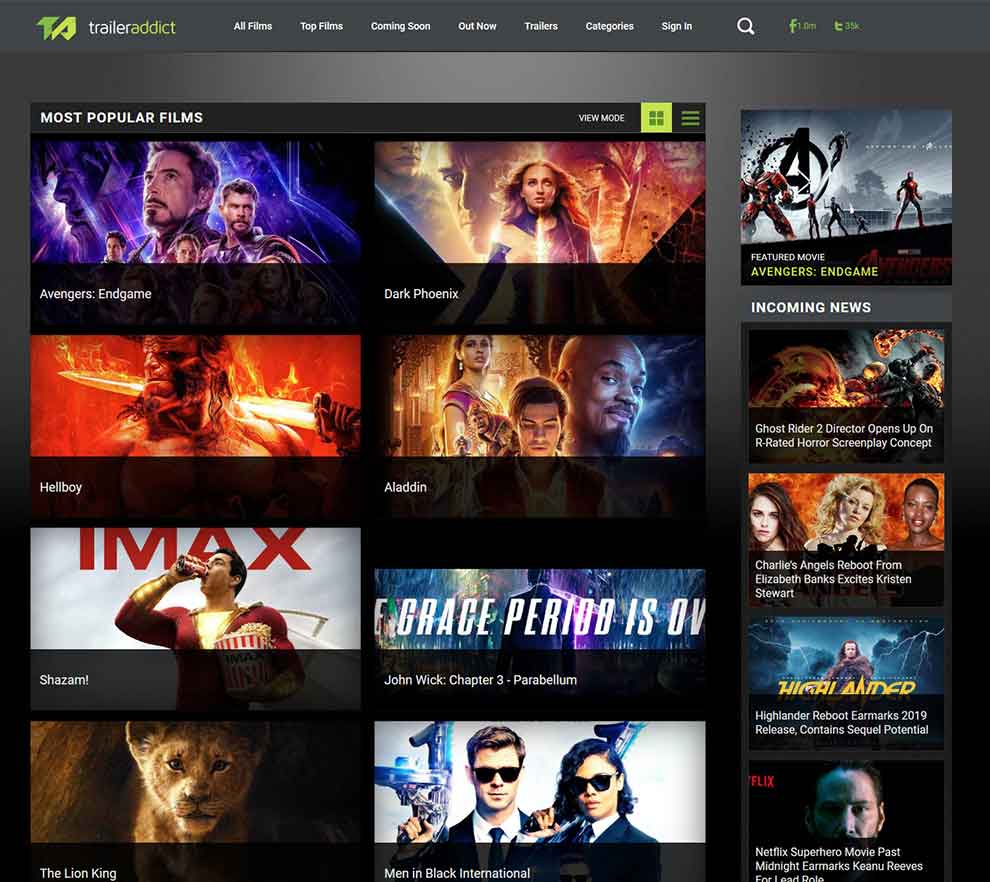 traileraddict
All Films
Top Films
Coming Soon
Out Now
Trailers
Categories
Sign In
1.0m
35k
MOST POPULAR FILMS
VIEW MODE
Avengers: Endgame
Dark Phoenix
Hellboy
Aladdin
IMAX
IMAX
Shazam!
E GRACE PERIOD IS OV
John Wick: Chapter 3 - Parabellum
The Lion King
Men in Black International
FEATURED MOVIE
AVENGERS: ENDGAME
INCOMING NEWS
Ghost Rider 2 Director Opens Up On
R-Rated Horror Screenplay Concept
Charlie's Angels Reboot From
Elizabeth Banks Excites Kristen
Stewart
HIGHLANDER
Highlander Reboot Earmarks 2019
Release, Contains Sequel Potential
FLIX
Netflix Superhero Movie Past
Midnight Earmarks Keanu Reeves
For Lead Role